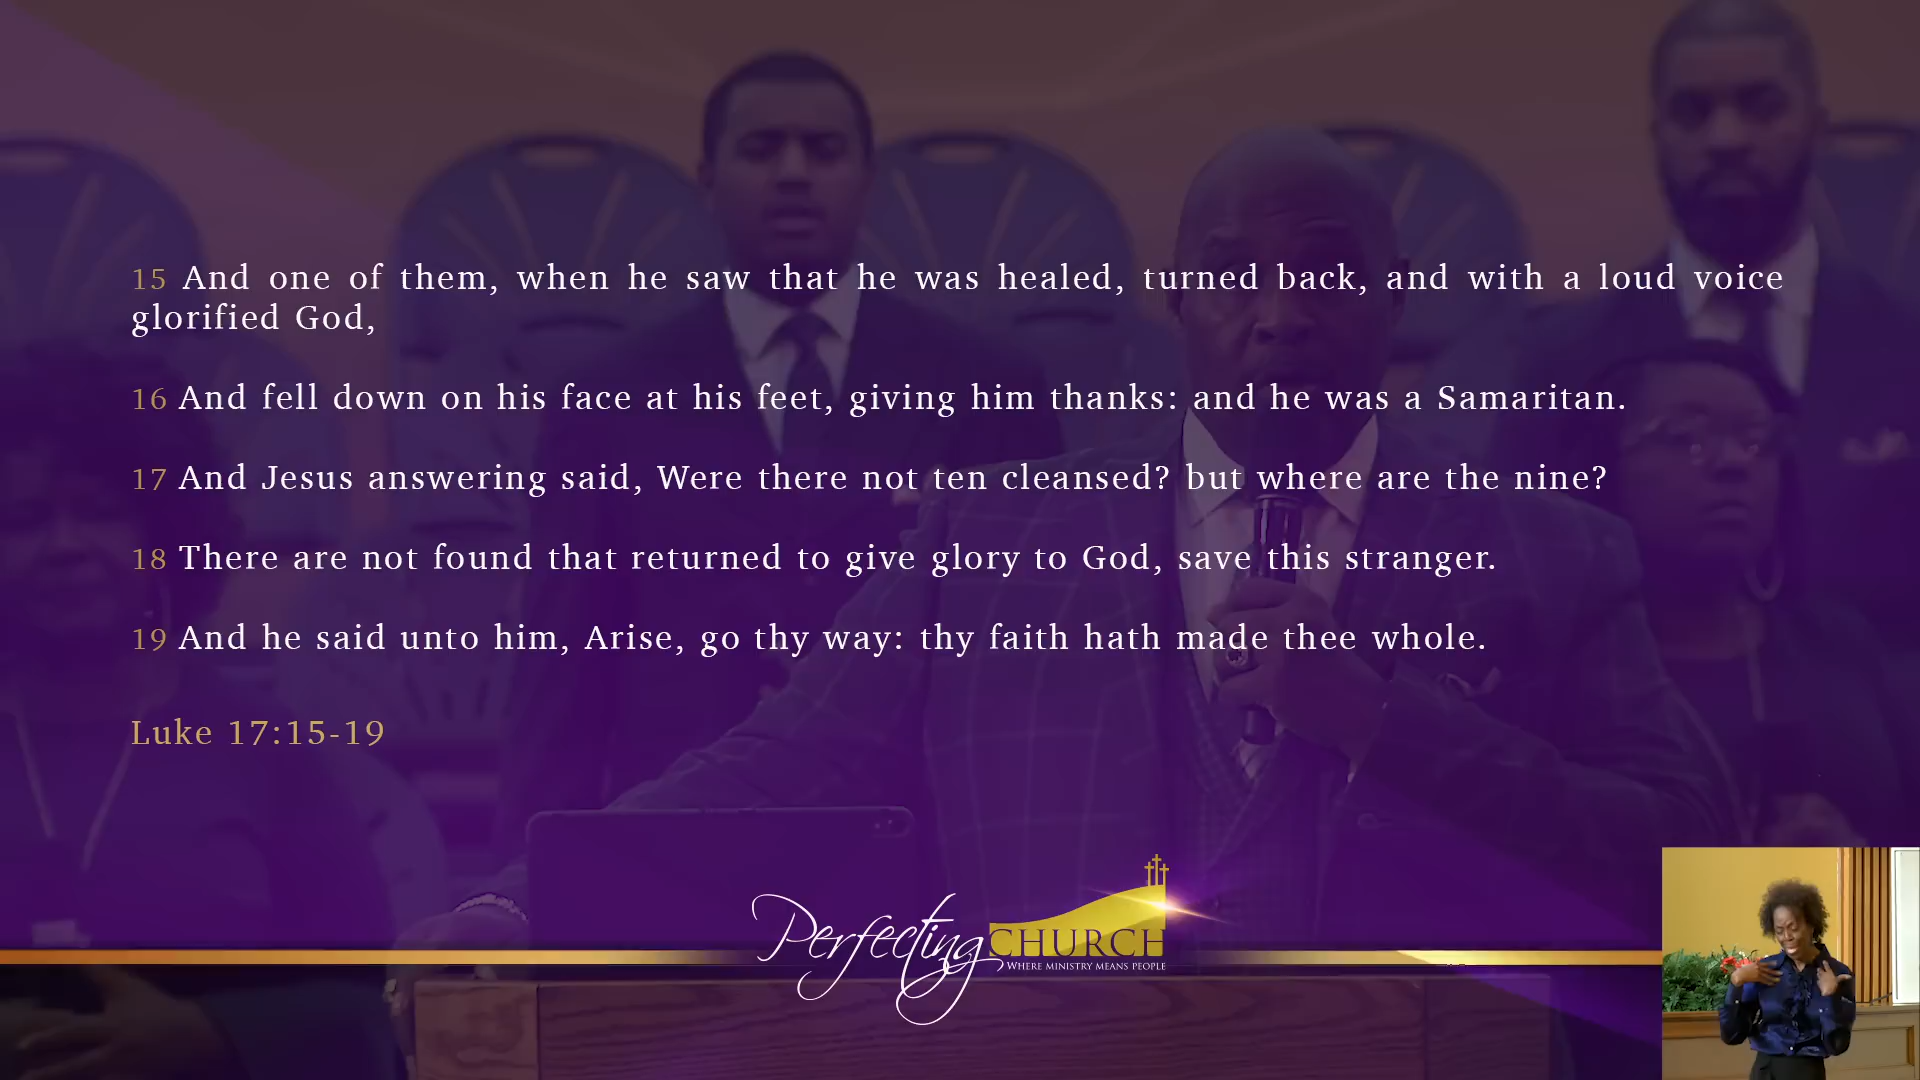 15 And one of them, when he saw that he was healed, turned back, and with a loud voice
glorified God,
16 And fell down on his face at his feet, giving him thanks: and he was a Samaritan.
17 And Jesus answering said, Were there not ten cleansed? but where are the nine?
18 There are not found that returned to give glory to God, save this stranger.
19 And he said unto him, Arise, go thy way: thy faith hath made thee whole.
Luke 17:15-19
Perfecting CHURCH
WHERE MINISTRY MEANS PEOPLE